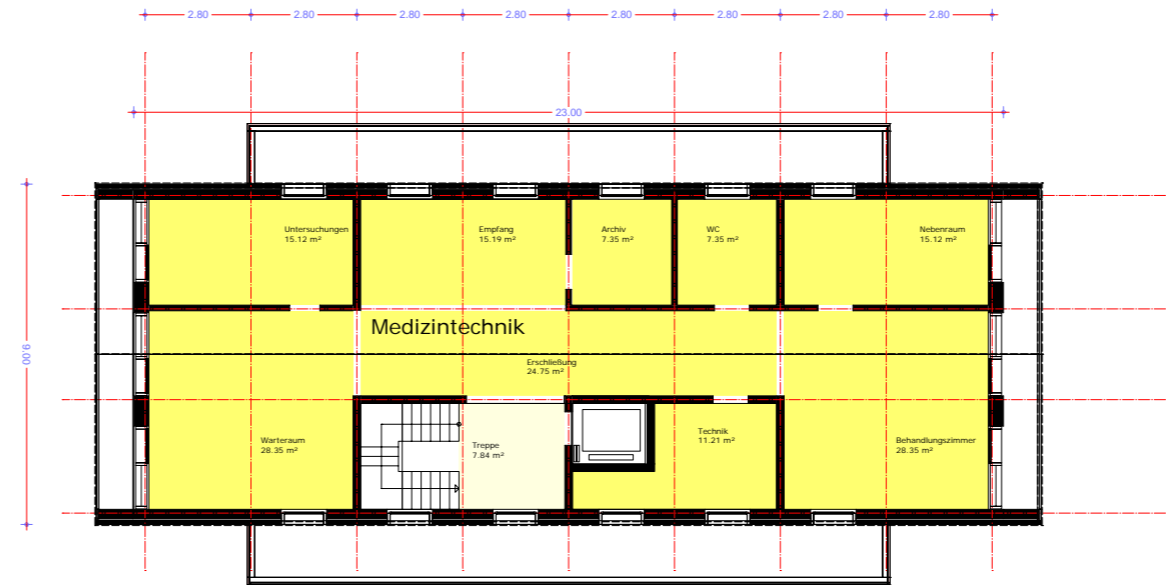 2.80 2.80 2.80 2.80 2.80 2.80 2.80 2.80
23.00
Untersuchungen
15.12 m²
Empfang
15.19 m²
Archiv
7.35 m²
WC
7.35 m²
Nebenraum
15.12 m²
Medizintechnik
9.00
Erschließung
24.75 m²
Warteraum
28.35 m²
Treppe
7.84 m²
Technik
11.21 m²
Behandlungszimmer
28.35 m²